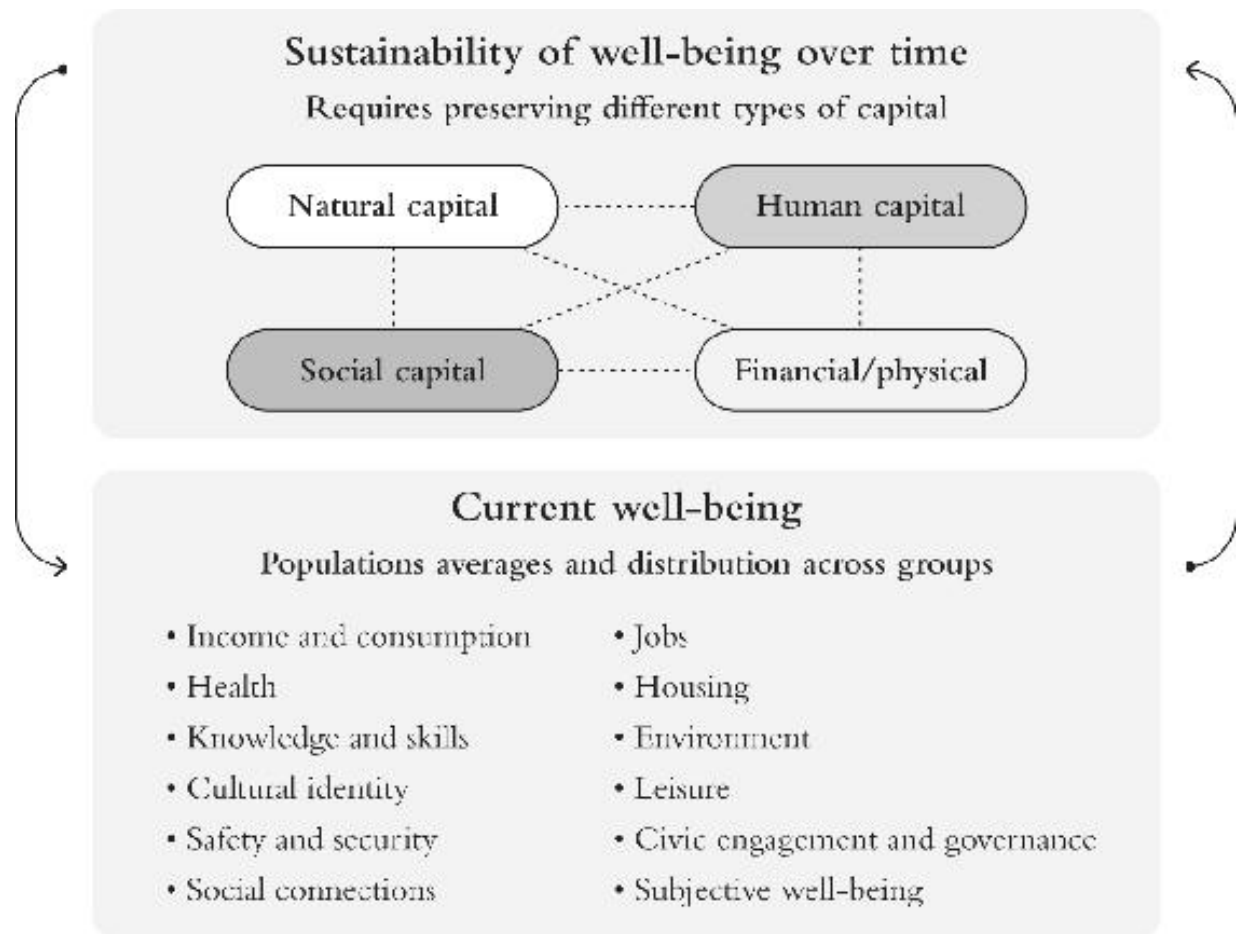 Sustainability of well-being over time
Requires preserving different types of capital
Natural capital
Human capital
Social capital
Financial/physical
Current well-being
Populations averages and distribution across groups
• Income and consumption
• Health
• Knowledge and skills
• Cultural identity
• Safety and security
• Social connections
• Jobs
• Housing
• Environment
• Leisure
• Civic engagement and governance
• Subjective well-being